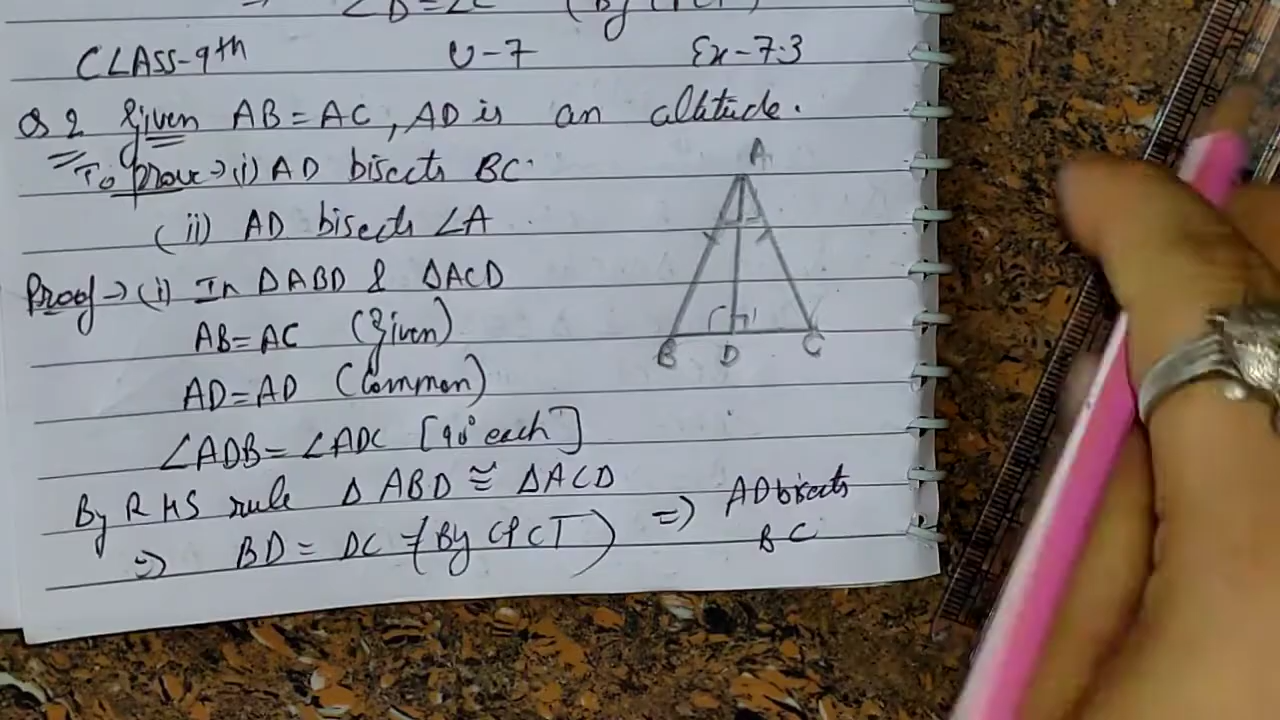 ∠B=∠C (By CPCT)
CLASS-9th U-7 Ex-7.3
Q 2 Given AB=AC, AD is an altitude.
To prove → (i) AD bisects BC.
(ii) AD bisects ∠A
Proof → (i) In ΔABD & ΔACD
AB=AC (Given)
AD=AD (Common)
∠ADB=∠ADC [90° each]
By RHS rule ΔABD ≅ ΔACD
⇒ BD = DC (By CPCT) ⇒ AD bisects
BC
A
B D C